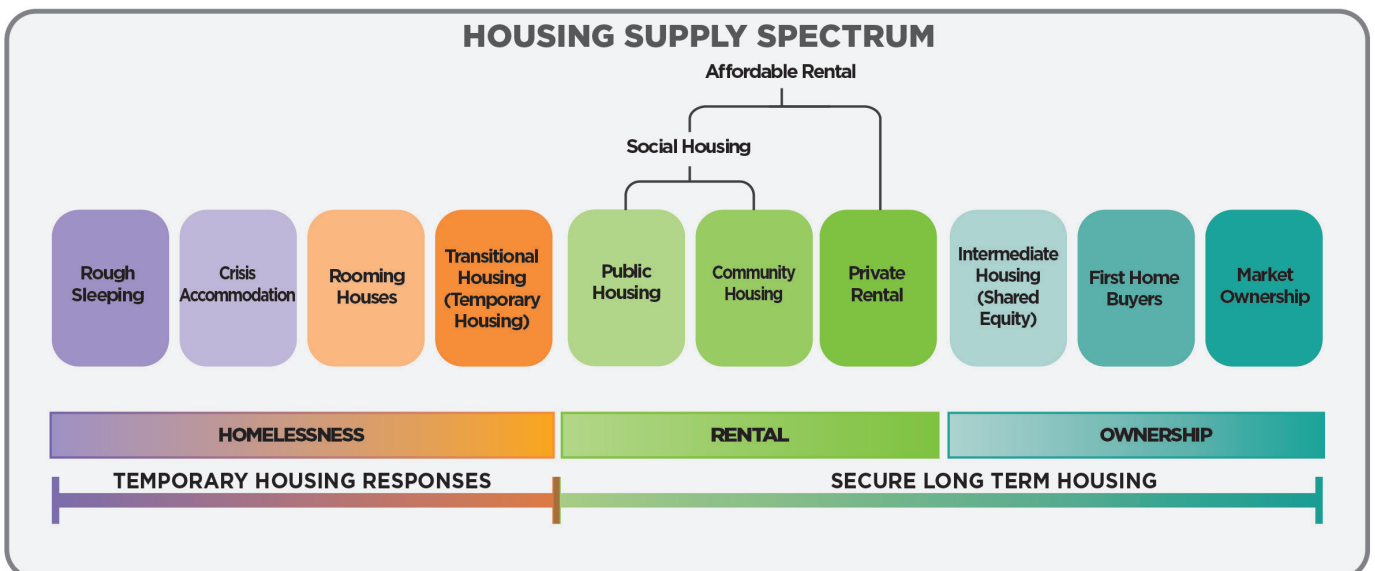 HOUSING SUPPLY SPECTRUM
Affordable Rental
Social Housing
Rough
Sleeping
Crisis
Accommodation
Rooming
Houses
Transitional
Housing
(Temporary
Housing)
Public
Housing
Community
Housing
Private
Rental
Intermediate
Housing
(Shared
Equity)
First Home
Buyers
Market
Ownership
HOMELESSNESS
RENTAL
OWNERSHIP
TEMPORARY HOUSING RESPONSES
SECURE LONG TERM HOUSING